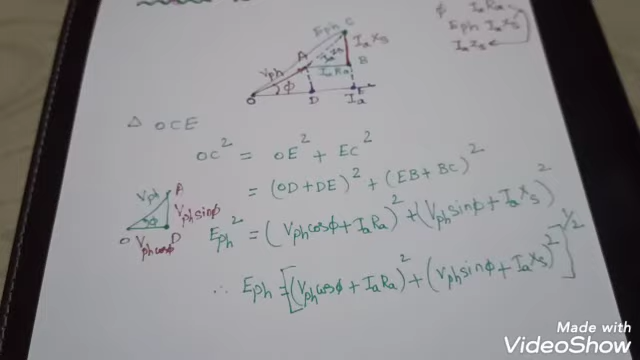 Eph C
IaXs
A
IaZs
Vph
IaRa
B
ϕ
O
D
E
Ia
ϕ IaRa
Eph IaXs
IaZs
Δ OCE
OC² = OE² + EC²
= (OD+DE)² + (EB+BC)²
Vph A
Vph sinϕ
ϕ
O Vph cosϕ D
Eph² = (Vph cosϕ + IaRa)² + (Vph sinϕ + IaXs)²
∴ Eph = [(Vph cosϕ + IaRa)² + (Vph sinϕ + IaXs)²]^1/2
Made with
VideoShow